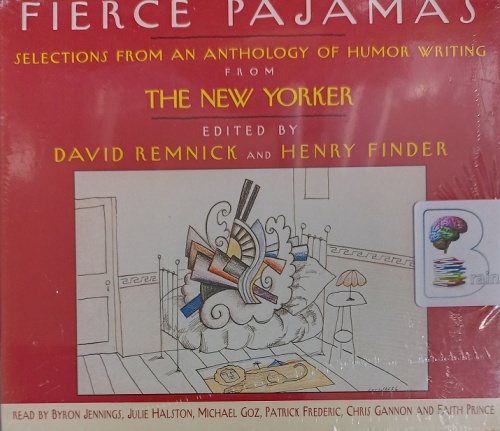 FIERCE PAJAMAS
SELECTIONS FROM AN ANTHOLOGY OF HUMOR WRITING
FROM
THE NEW YORKER
EDITED BY
DAVID REMNICK AND HENRY FINDER
B
rain
READ BY BYRON JENNINGS, JULIE HALSTON, MICHAEL GOZ, PATRICK FREDERIC, CHRIS GANNON AND FAITH PRINCE